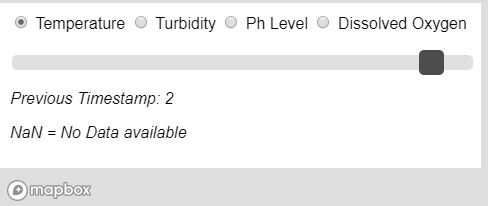 Temperature Turbidity Ph Level Dissolved Oxygen
Previous Timestamp: 2
NaN = No Data available
mapbox